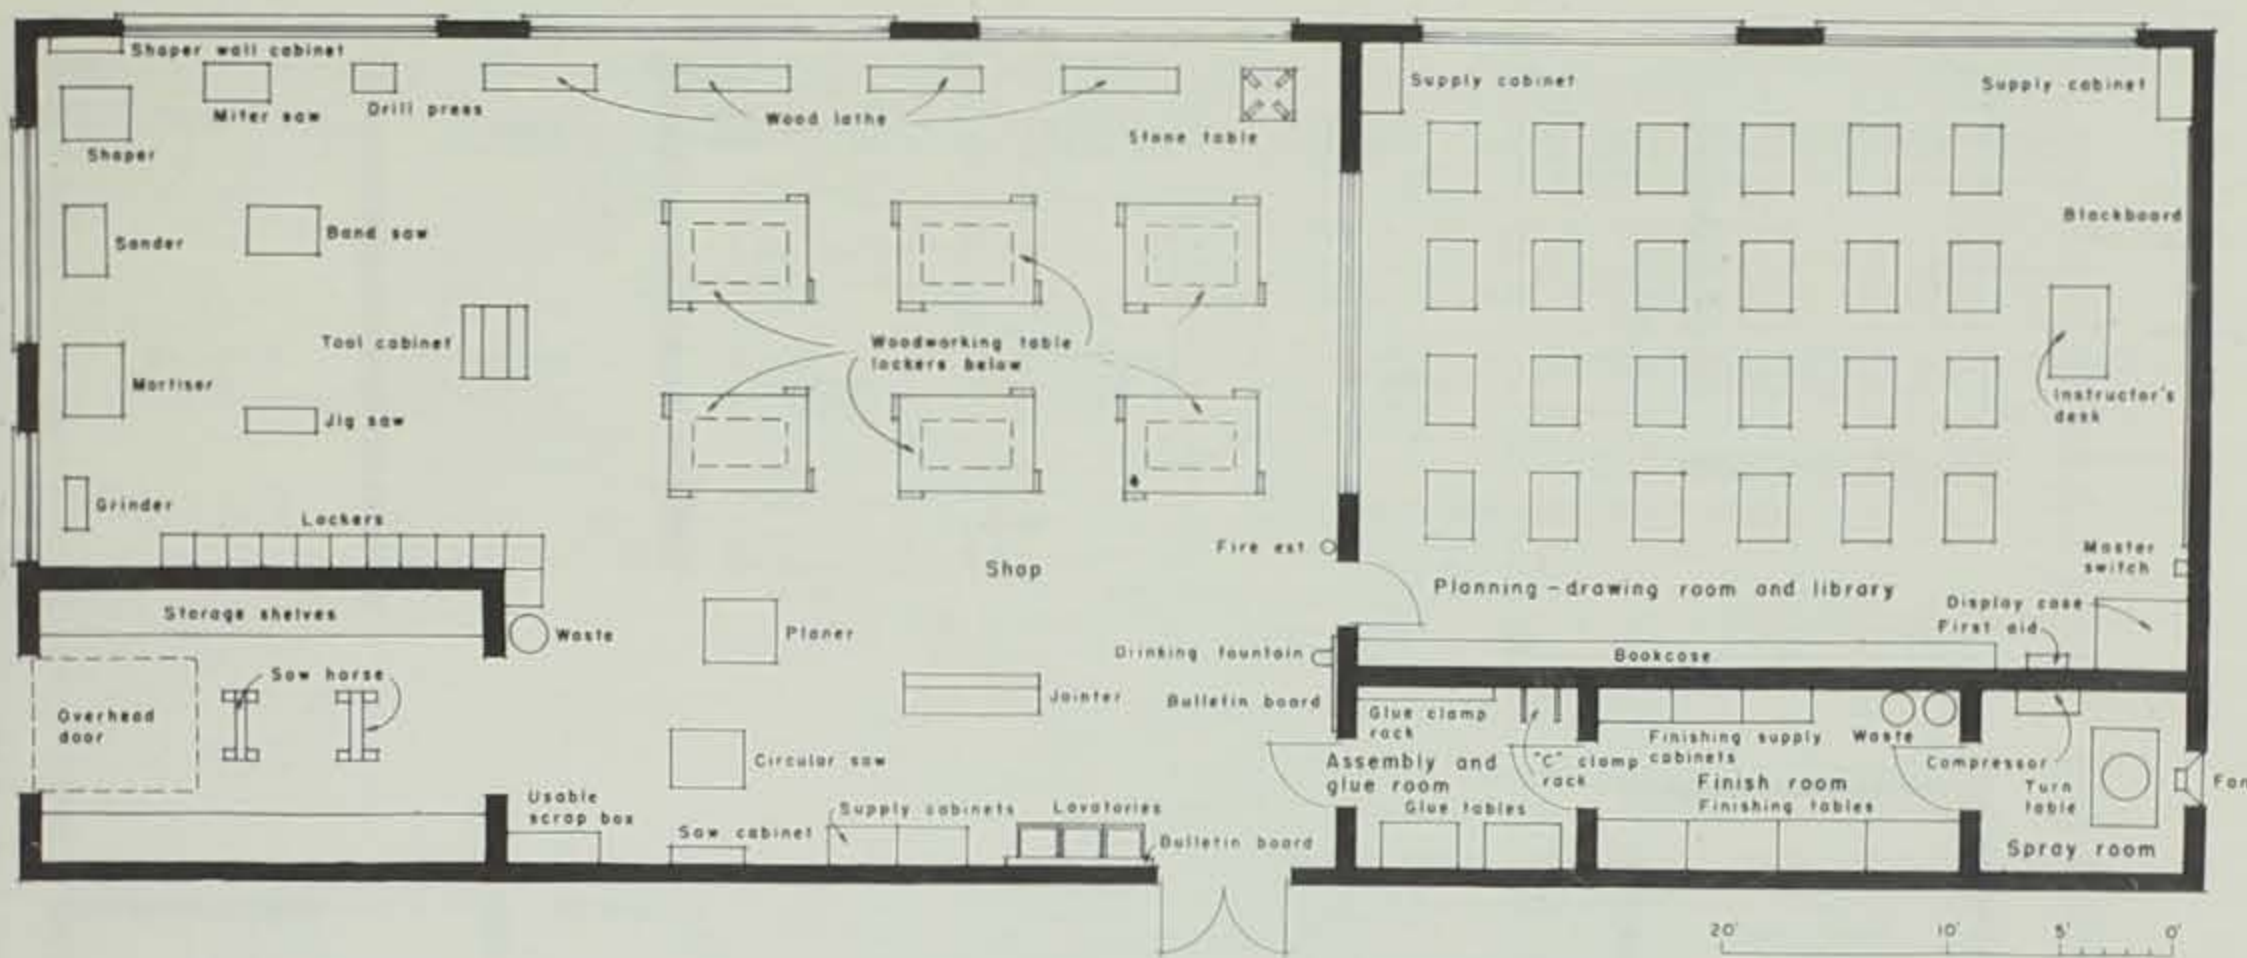 Shaper wall cabinet
Miter saw
Drill press
Wood lathe
Stone table
Supply cabinet
Supply cabinet
Shaper
Sander
Band saw
Blackboard
Tool cabinet
Woodworking table
lockers below
Mortiser
Jig saw
Instructor's
desk
Grinder
Lockers
Fire ext
Shop
Master
switch
Planning-drawing room and library
Storage shelves
Waste
Planer
Display case
First aid
Drinking fountain
Bookcase
Saw horse
Jointer
Bulletin board
Overhead
door
Glue clamp
rack
Finishing supply
cabinets
Waste
Circular saw
Assembly and
glue room
"C" clamp
rack
Finish room
Compressor
Turn
table
Fan
Usable
scrap box
Supply cabinets
Lavatories
Glue tables
Finishing tables
Saw cabinet
Bulletin board
Spray room
20' 10' 5' 0'